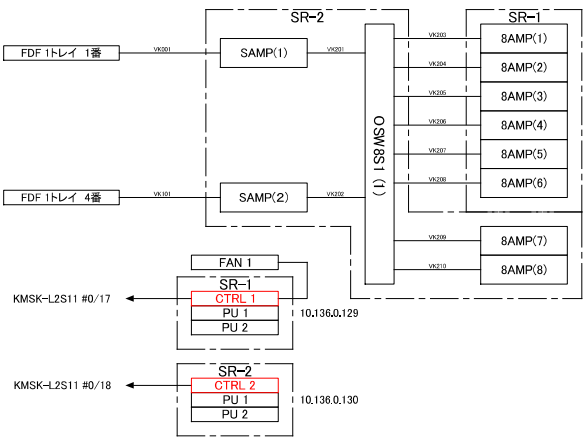 SR-2
SR-1
FDF 1トレイ 1番
VK001
SAMP(1)
VK201
OSW8S1 (1)
VK203
8AMP(1)
VK204
8AMP(2)
VK205
8AMP(3)
VK206
8AMP(4)
VK207
8AMP(5)
VK208
8AMP(6)
FDF 1トレイ 4番
VK101
SAMP(2)
VK202
VK209
8AMP(7)
VK210
8AMP(8)
FAN 1
SR-1
KMSK-L2S11 #0/17
CTRL 1
PU 1
PU 2
10.136.0.129
SR-2
KMSK-L2S11 #0/18
CTRL 2
PU 1
PU 2
10.136.0.130